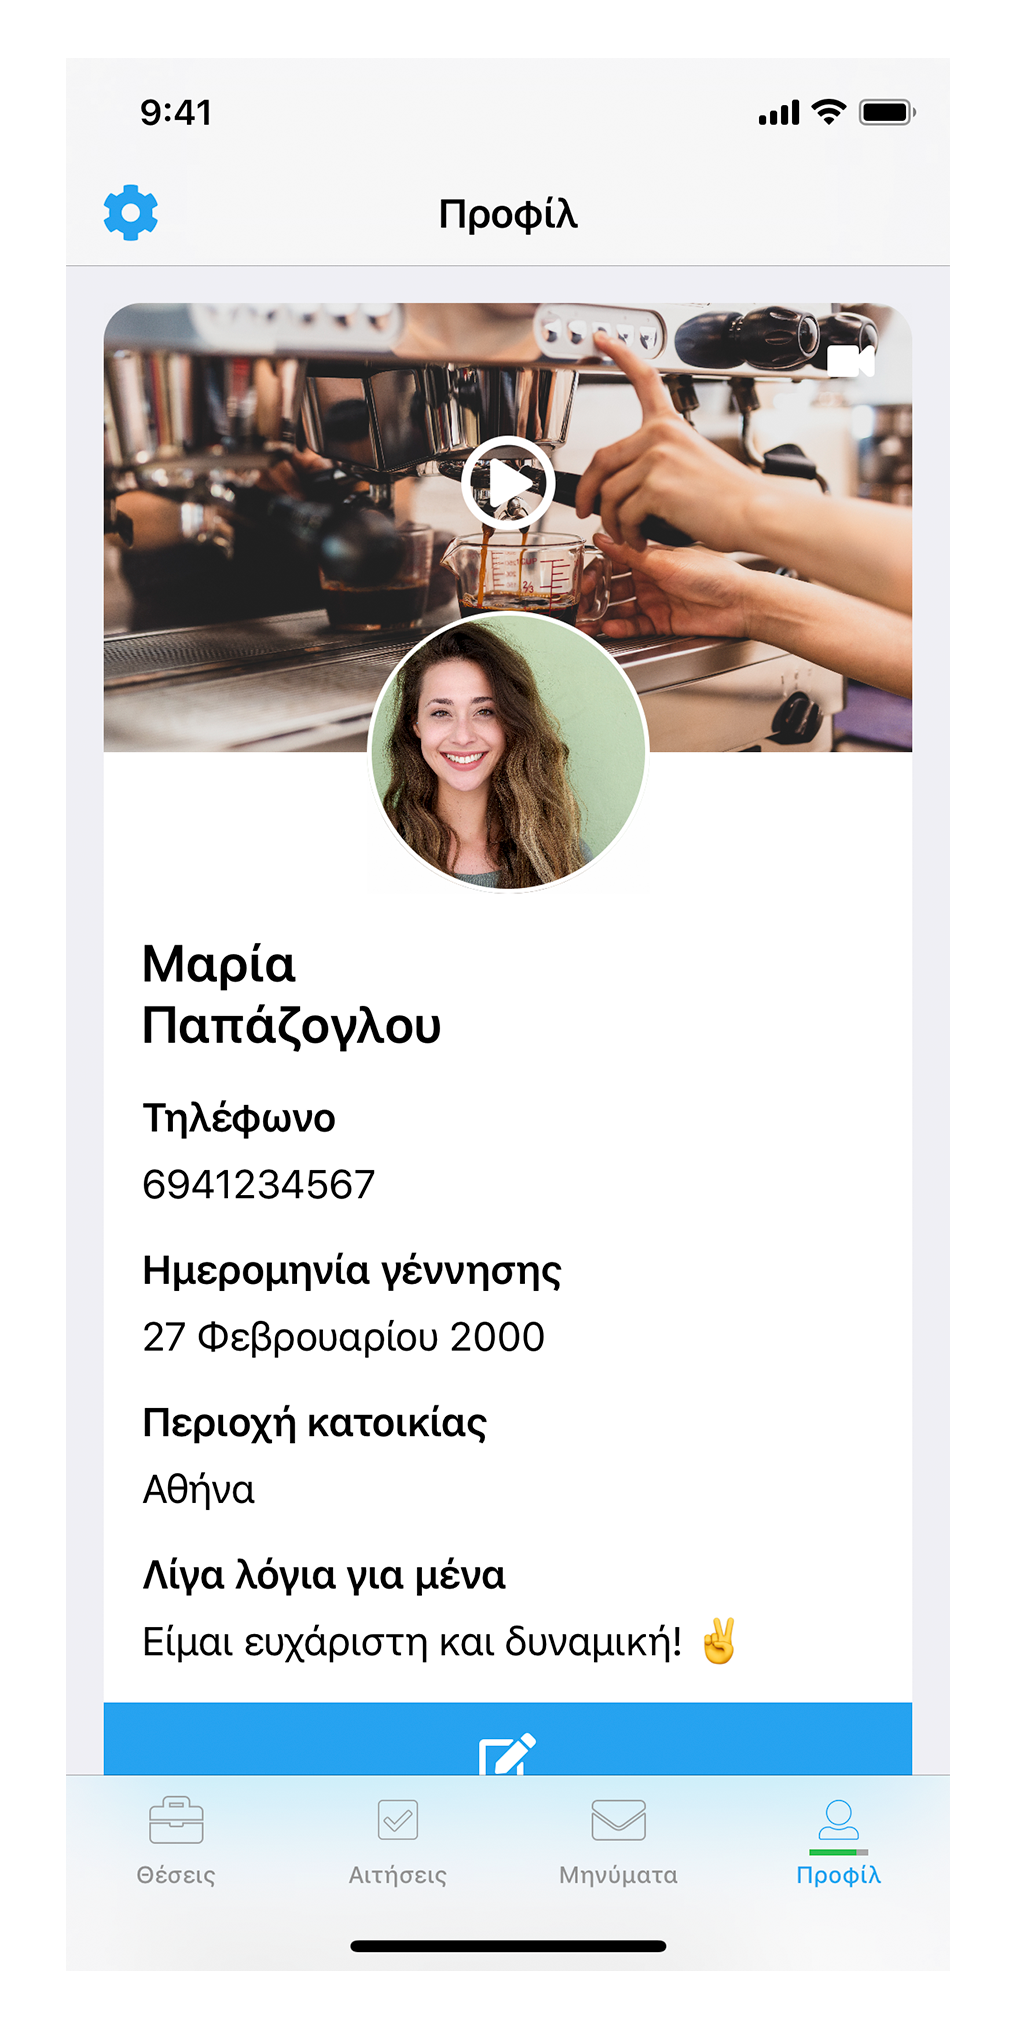 9:41
Προφίλ
Μαρία
Παπάζογλου
Τηλέφωνο
6941234567
Ημερομηνία γέννησης
27 Φεβρουαρίου 2000
Περιοχή κατοικίας
Αθήνα
Λίγα λόγια για μένα
Είμαι ευχάριστη και δυναμική! ✌️
Θέσεις
Αιτήσεις
Μηνύματα
Προφίλ